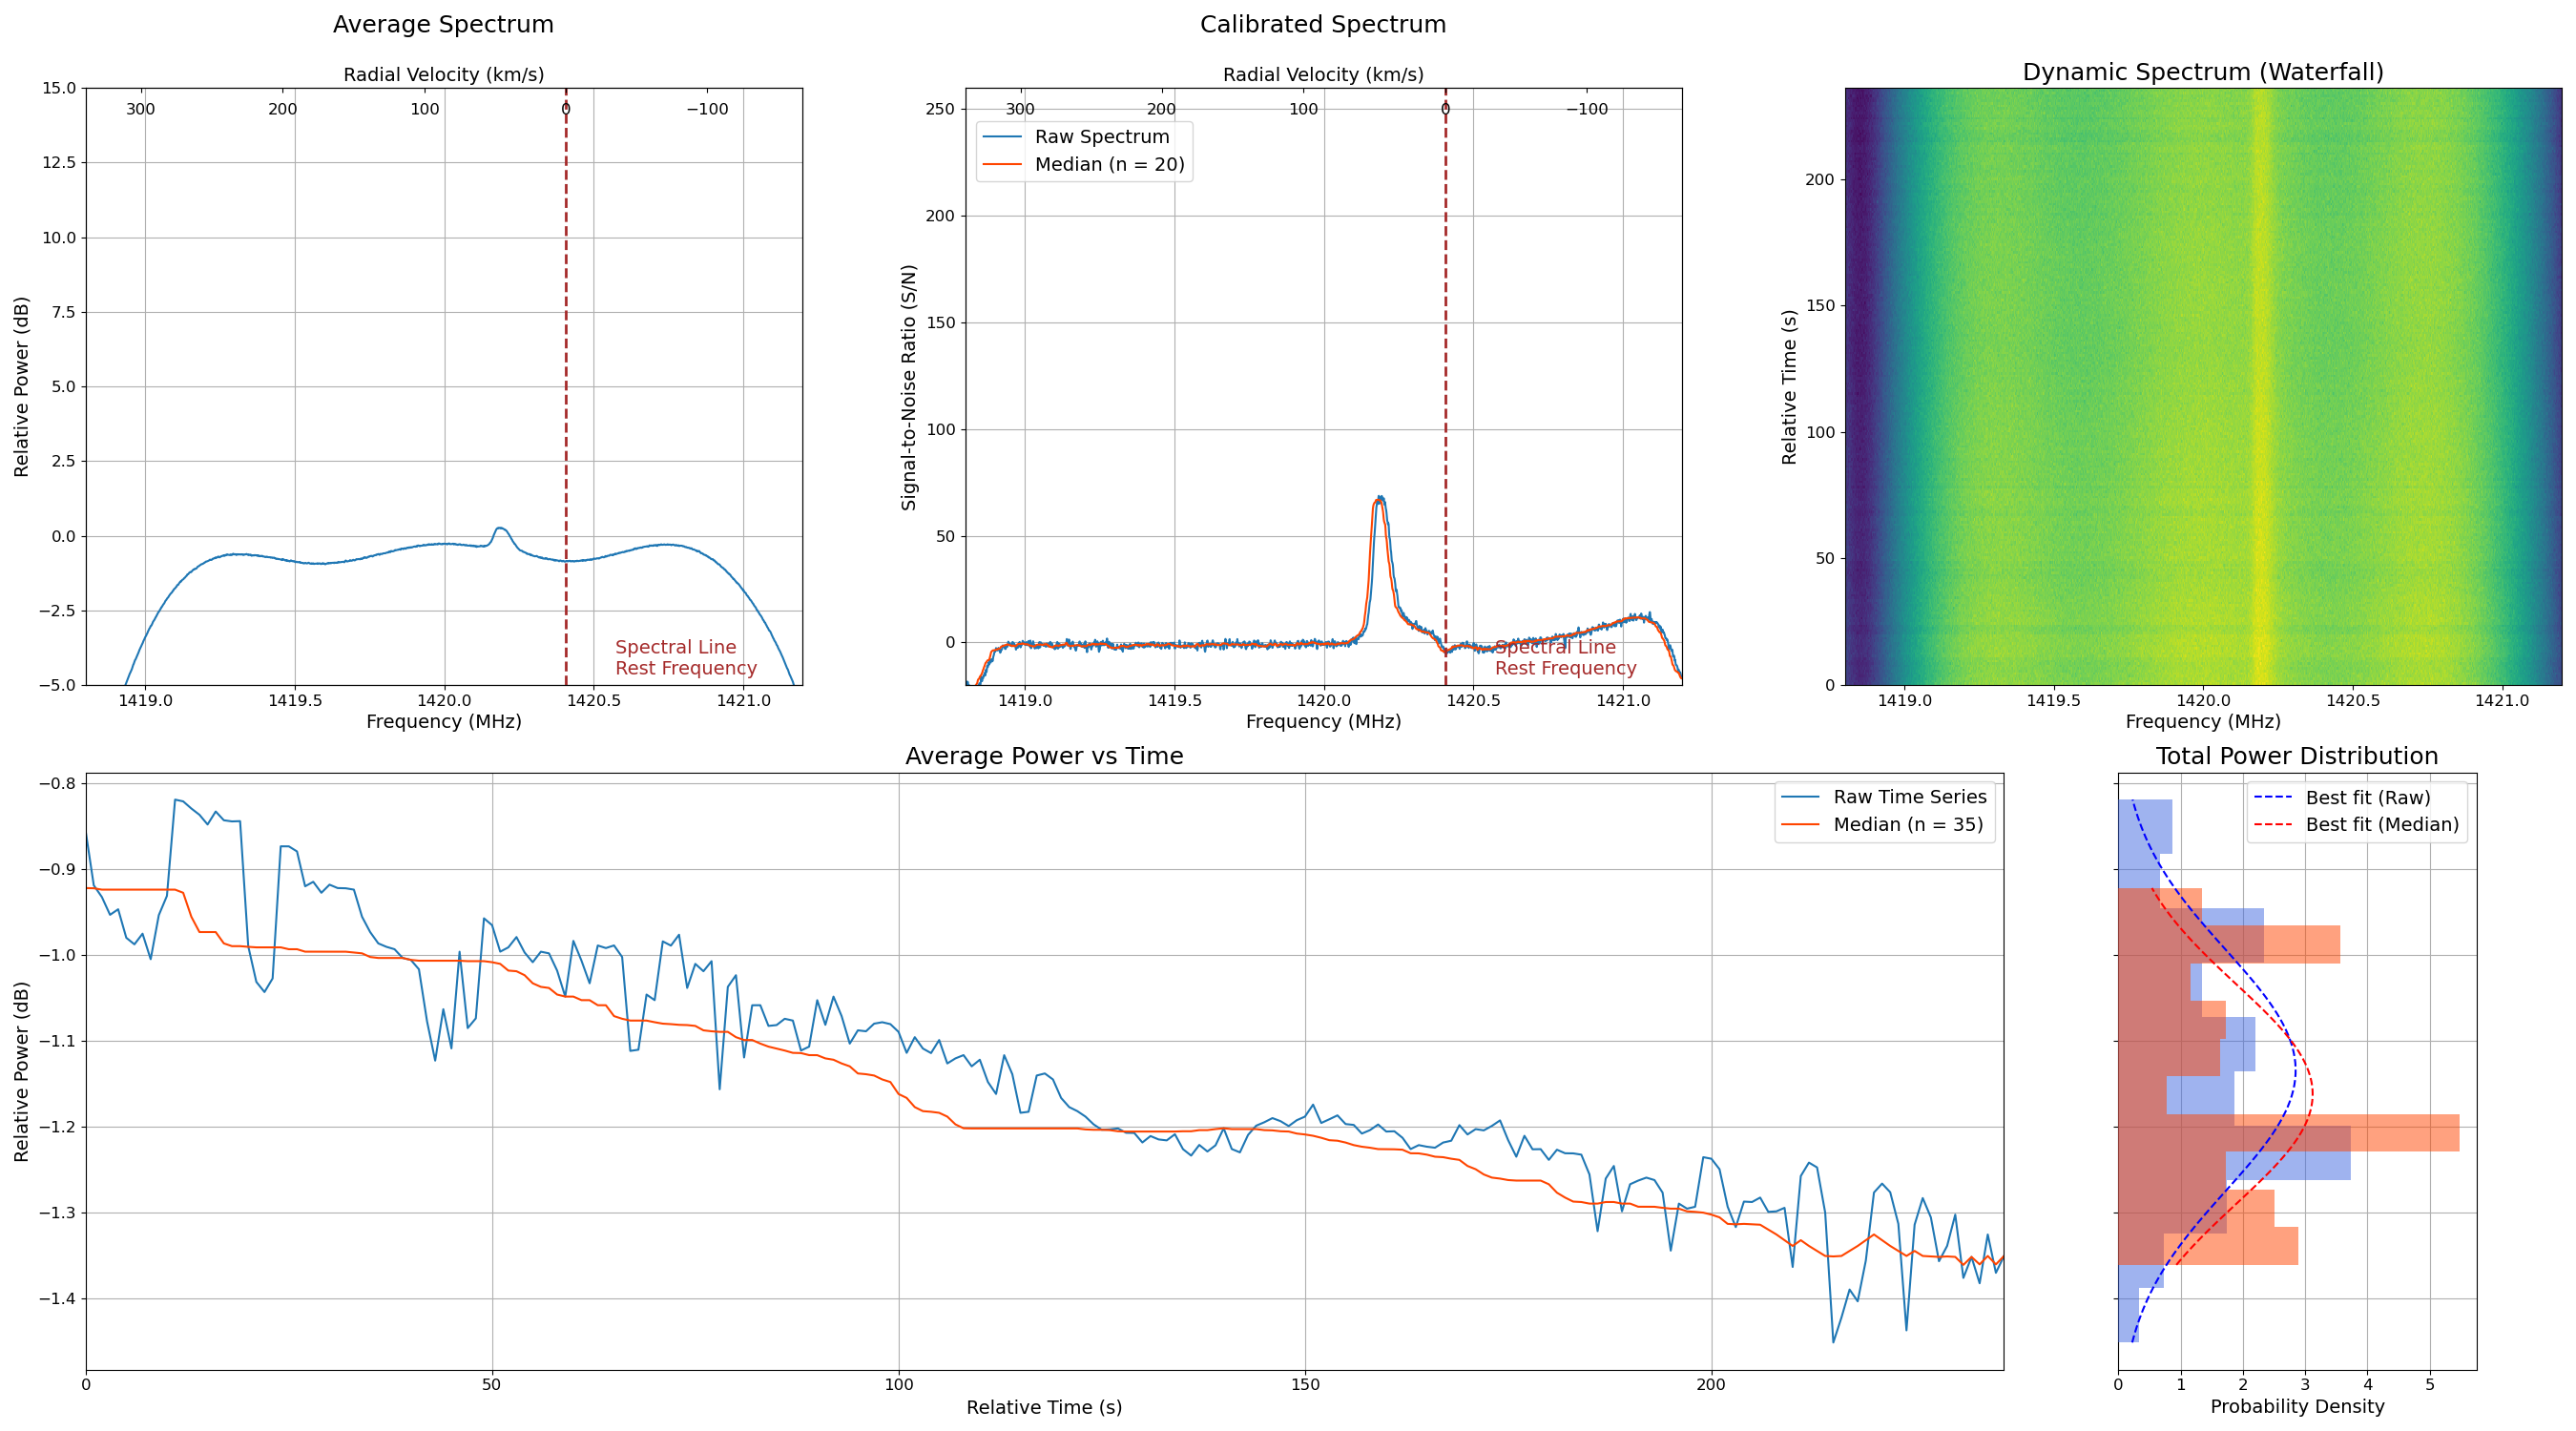 Average Spectrum
Radial Velocity (km/s)
300 200 100 0 −100
15.0
12.5
10.0
7.5
5.0
2.5
0.0
−2.5
−5.0
Relative Power (dB)
Spectral Line
Rest Frequency
1419.0 1419.5 1420.0 1420.5 1421.0
Frequency (MHz)
Calibrated Spectrum
Radial Velocity (km/s)
300 200 100 0 −100
Raw Spectrum
Median (n = 20)
250
200
150
100
50
0
Signal-to-Noise Ratio (S/N)
Spectral Line
Rest Frequency
1419.0 1419.5 1420.0 1420.5 1421.0
Frequency (MHz)
Dynamic Spectrum (Waterfall)
200
150
100
50
0
Relative Time (s)
1419.0 1419.5 1420.0 1420.5 1421.0
Frequency (MHz)
Average Power vs Time
Raw Time Series
Median (n = 35)
−0.8
−0.9
−1.0
−1.1
−1.2
−1.3
−1.4
Relative Power (dB)
0 50 100 150 200
Relative Time (s)
Total Power Distribution
Best fit (Raw)
Best fit (Median)
0 1 2 3 4 5
Probability Density